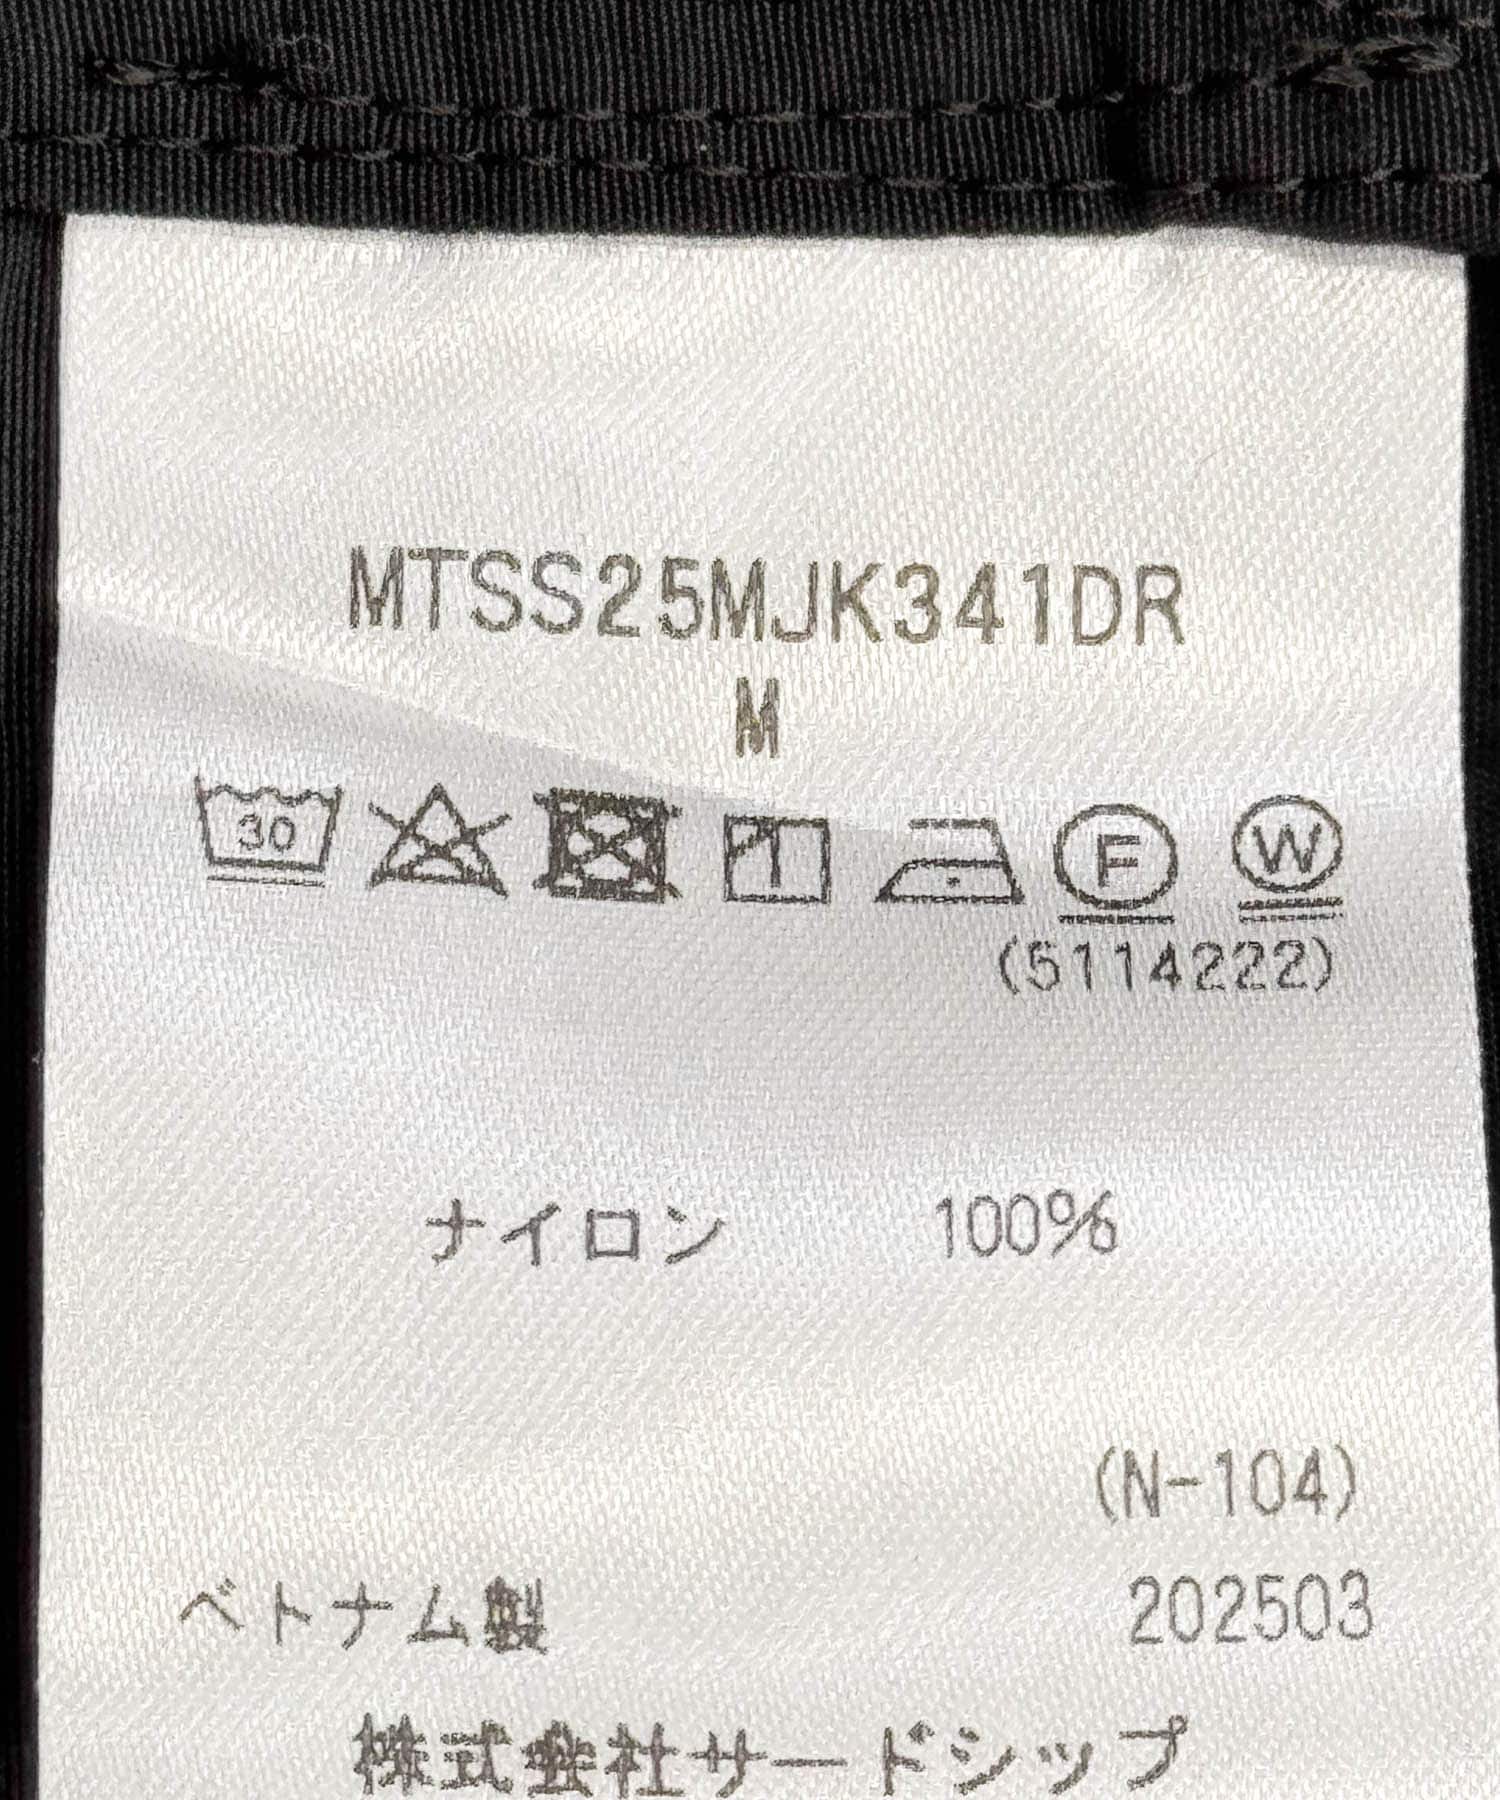 MTSS25MJK341DR
M
30 F W
(5114222)
ナイロン 100%
(N-104)
ベトナム製 202503
株式会社サードシップ